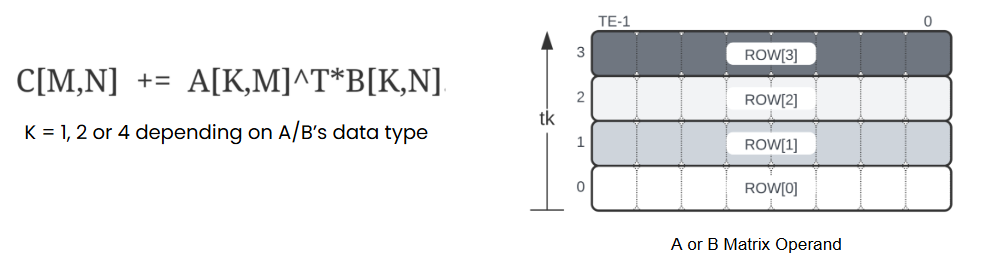 C[M,N] += A[K,M]^T*B[K,N]
K = 1, 2 or 4 depending on A/B's data type
TE-1 0
tk
3 ROW[3]
2 ROW[2]
1 ROW[1]
0 ROW[0]
A or B Matrix Operand